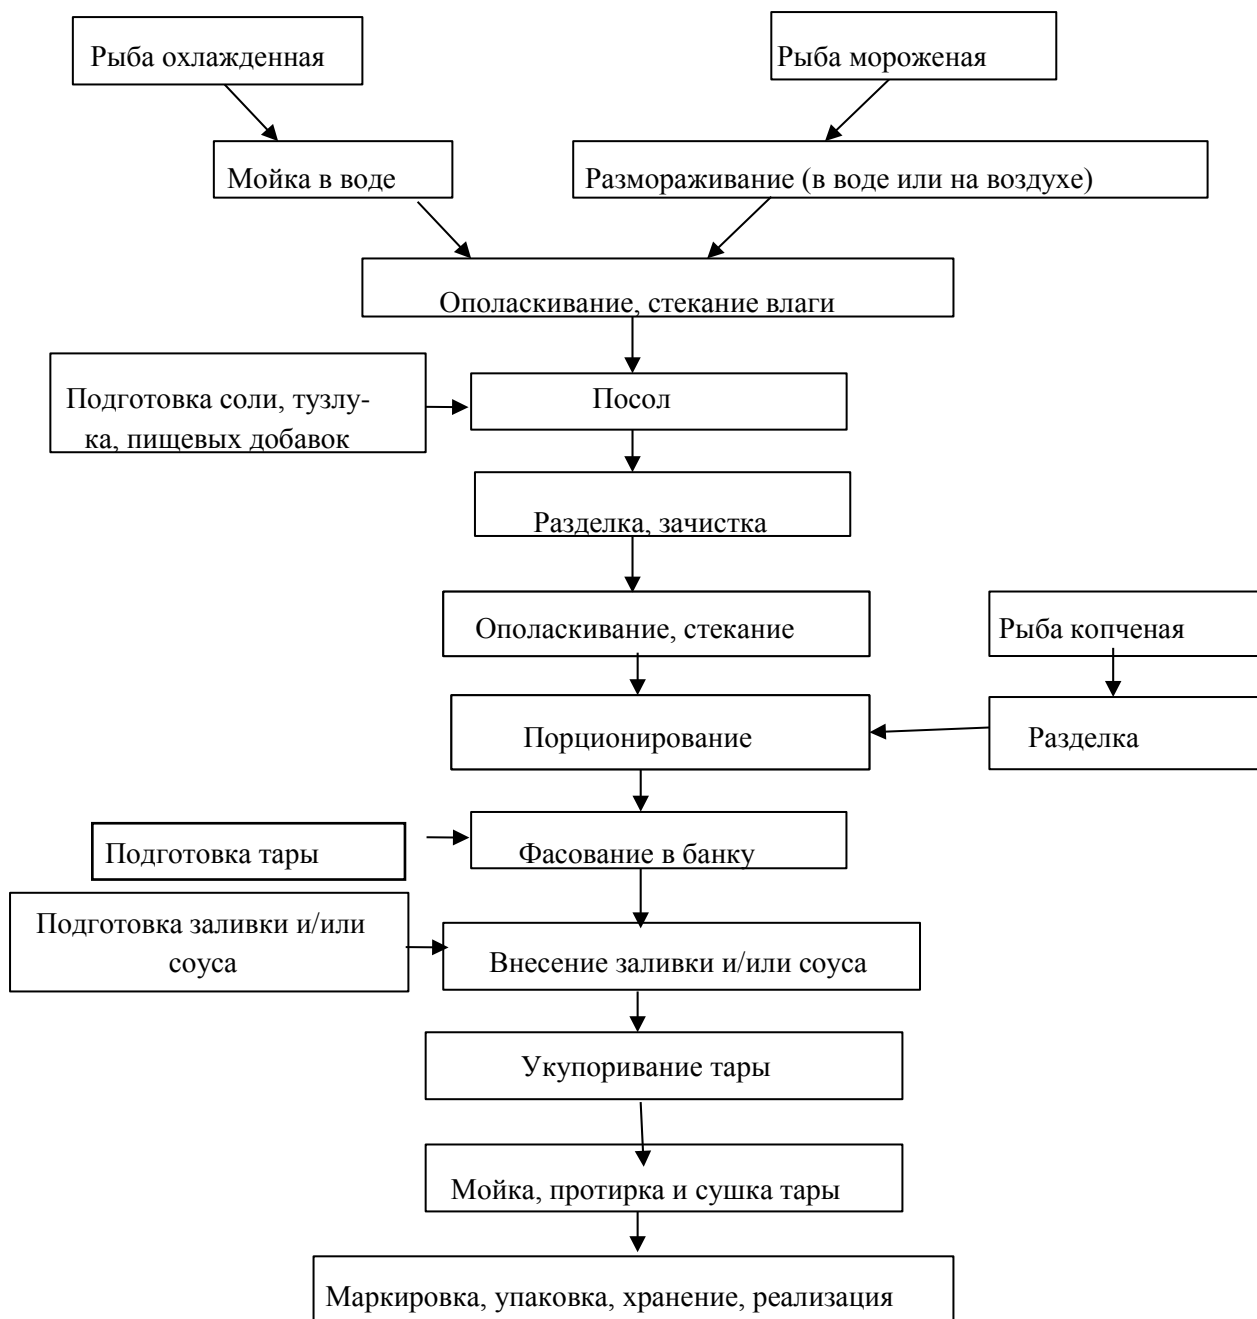 Рыба охлажденная
Рыба мороженая
Мойка в воде
Размораживание (в воде или на воздухе)
Ополаскивание, стекание влаги
Подготовка соли, тузлу-
ка, пищевых добавок
Посол
Разделка, зачистка
Ополаскивание, стекание
Рыба копченая
Порционирование
Разделка
Подготовка тары
Фасование в банку
Подготовка заливки и/или
соуса
Внесение заливки и/или соуса
Укупоривание тары
Мойка, протирка и сушка тары
Маркировка, упаковка, хранение, реализация